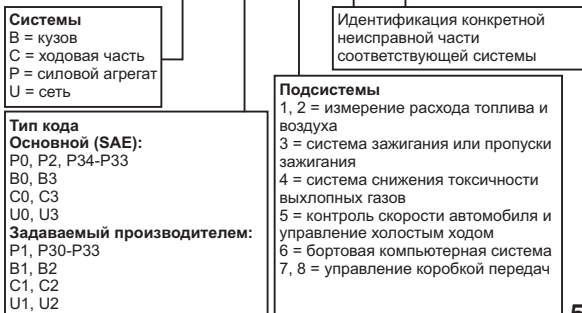 Системы
B = кузов
C = ходовая часть
P = силовой агрегат
U = сеть
Идентификация конкретной
неисправной части
соответствующей системы
Тип кода
Основной (SAE):
P0, P2, P34-P33
B0, B3
C0, C3
U0, U3
Задаваемый производителем:
P1, P30-P33
B1, B2
C1, C2
U1, U2
Подсистемы
1, 2 = измерение расхода топлива и
воздуха
3 = система зажигания или пропуски
зажигания
4 = система снижения токсичности
выхлопных газов
5 = контроль скорости автомобиля и
управление холостым ходом
6 = бортовая компьютерная система
7, 8 = управление коробкой передач